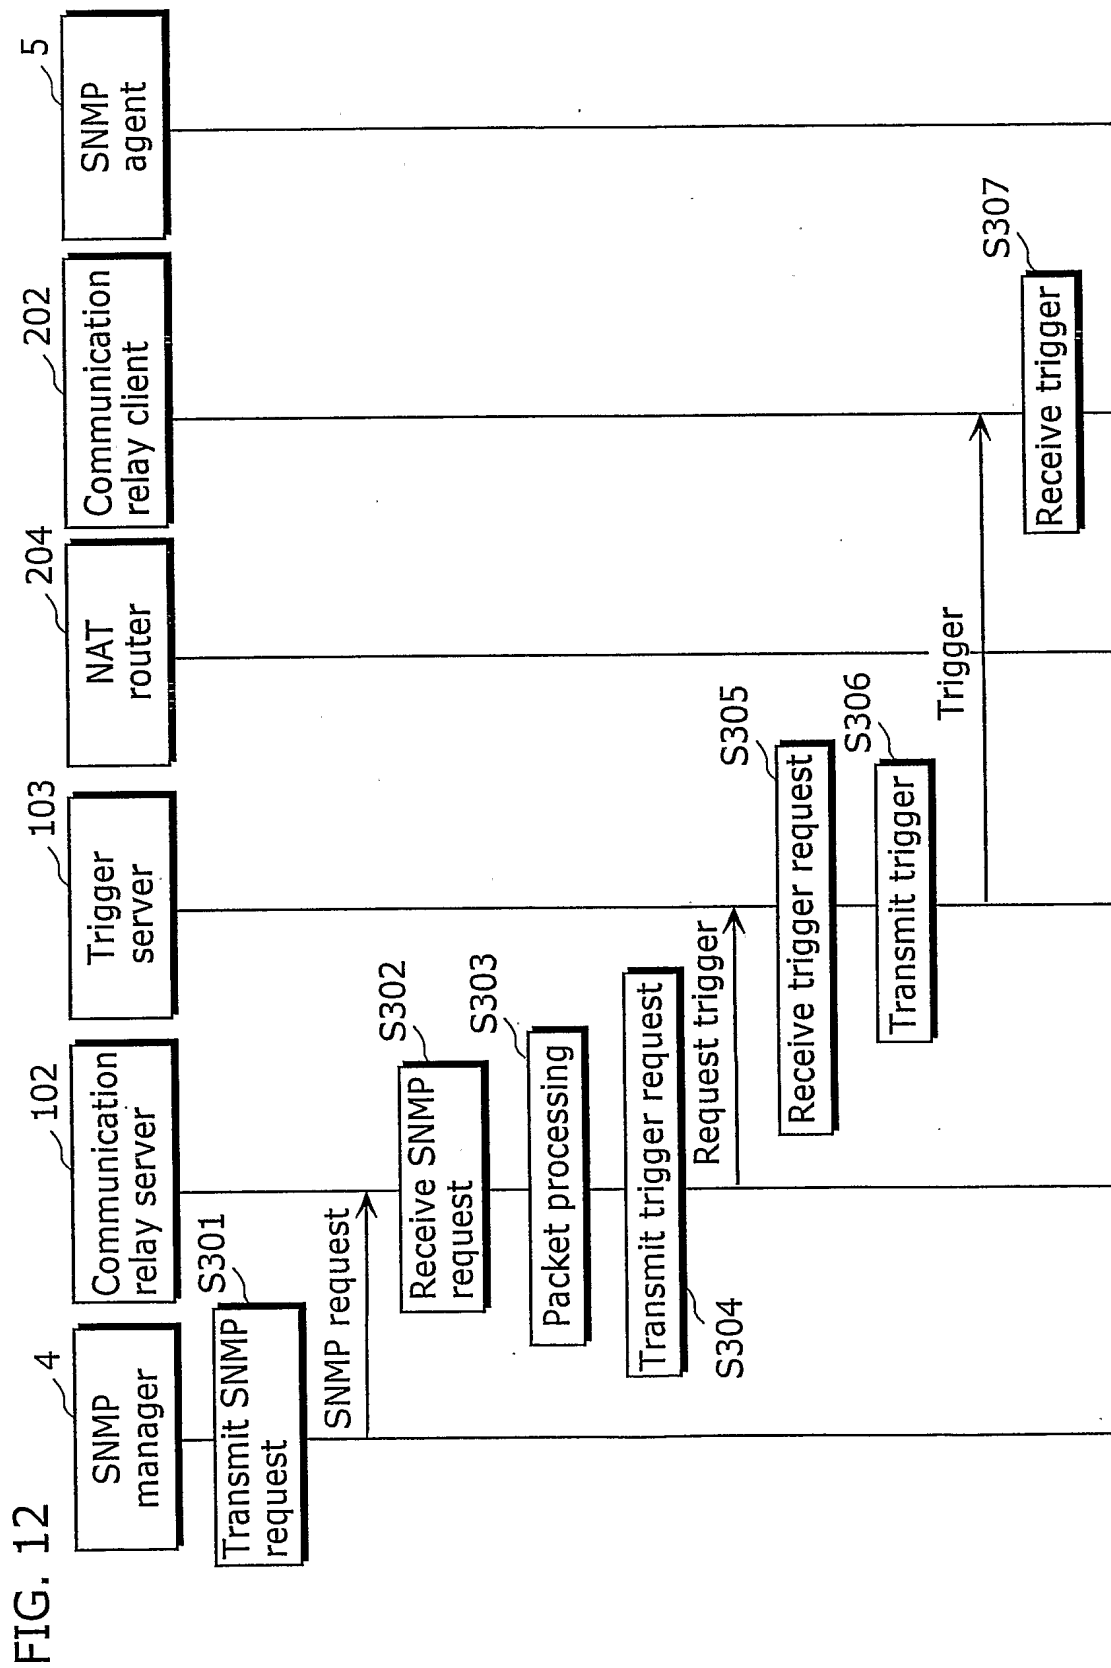 FIG. 12
4
SNMP
manager
102
Communication
relay server
103
Trigger
server
204
NAT
router
202
Communication
relay client
5
SNMP
agent
S301
Transmit SNMP
request
SNMP request
S302
Receive SNMP
request
S303
Packet processing
Transmit trigger request
S304
Request trigger
S305
Receive trigger request
S306
Transmit trigger
Trigger
S307
Receive trigger